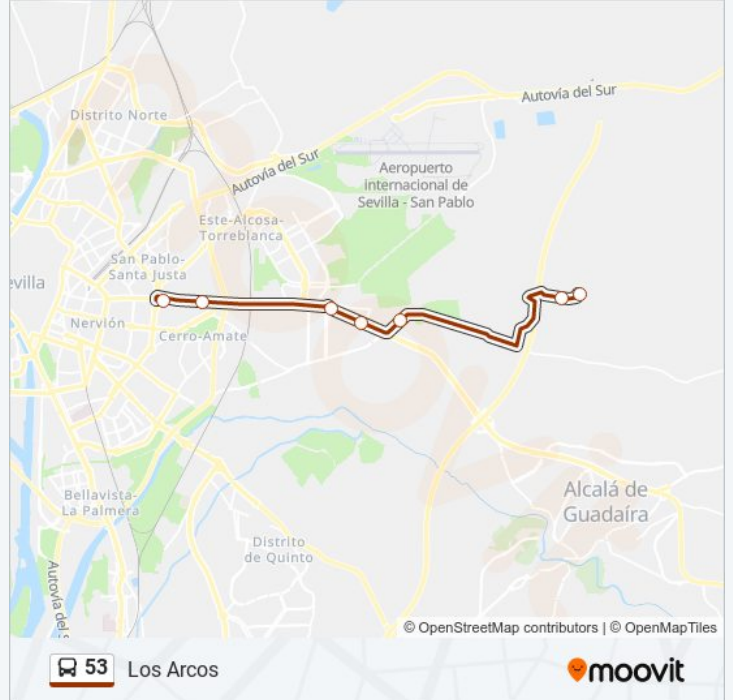 Autovía del Sur
Distrito Norte
Autovía del Sur
Aeropuerto
internacional de
Sevilla - San Pablo
Este-Alcosa-
Torreblanca
San Pablo-
Santa Justa
evilla
Nervión
Cerro-Amate
Alcalá de
Guadaíra
Bellavista-
La Palmera
Distrito
de Quinto
Autovía del S
© OpenStreetMap contributors | © OpenMapTiles
53 Los Arcos
moovit